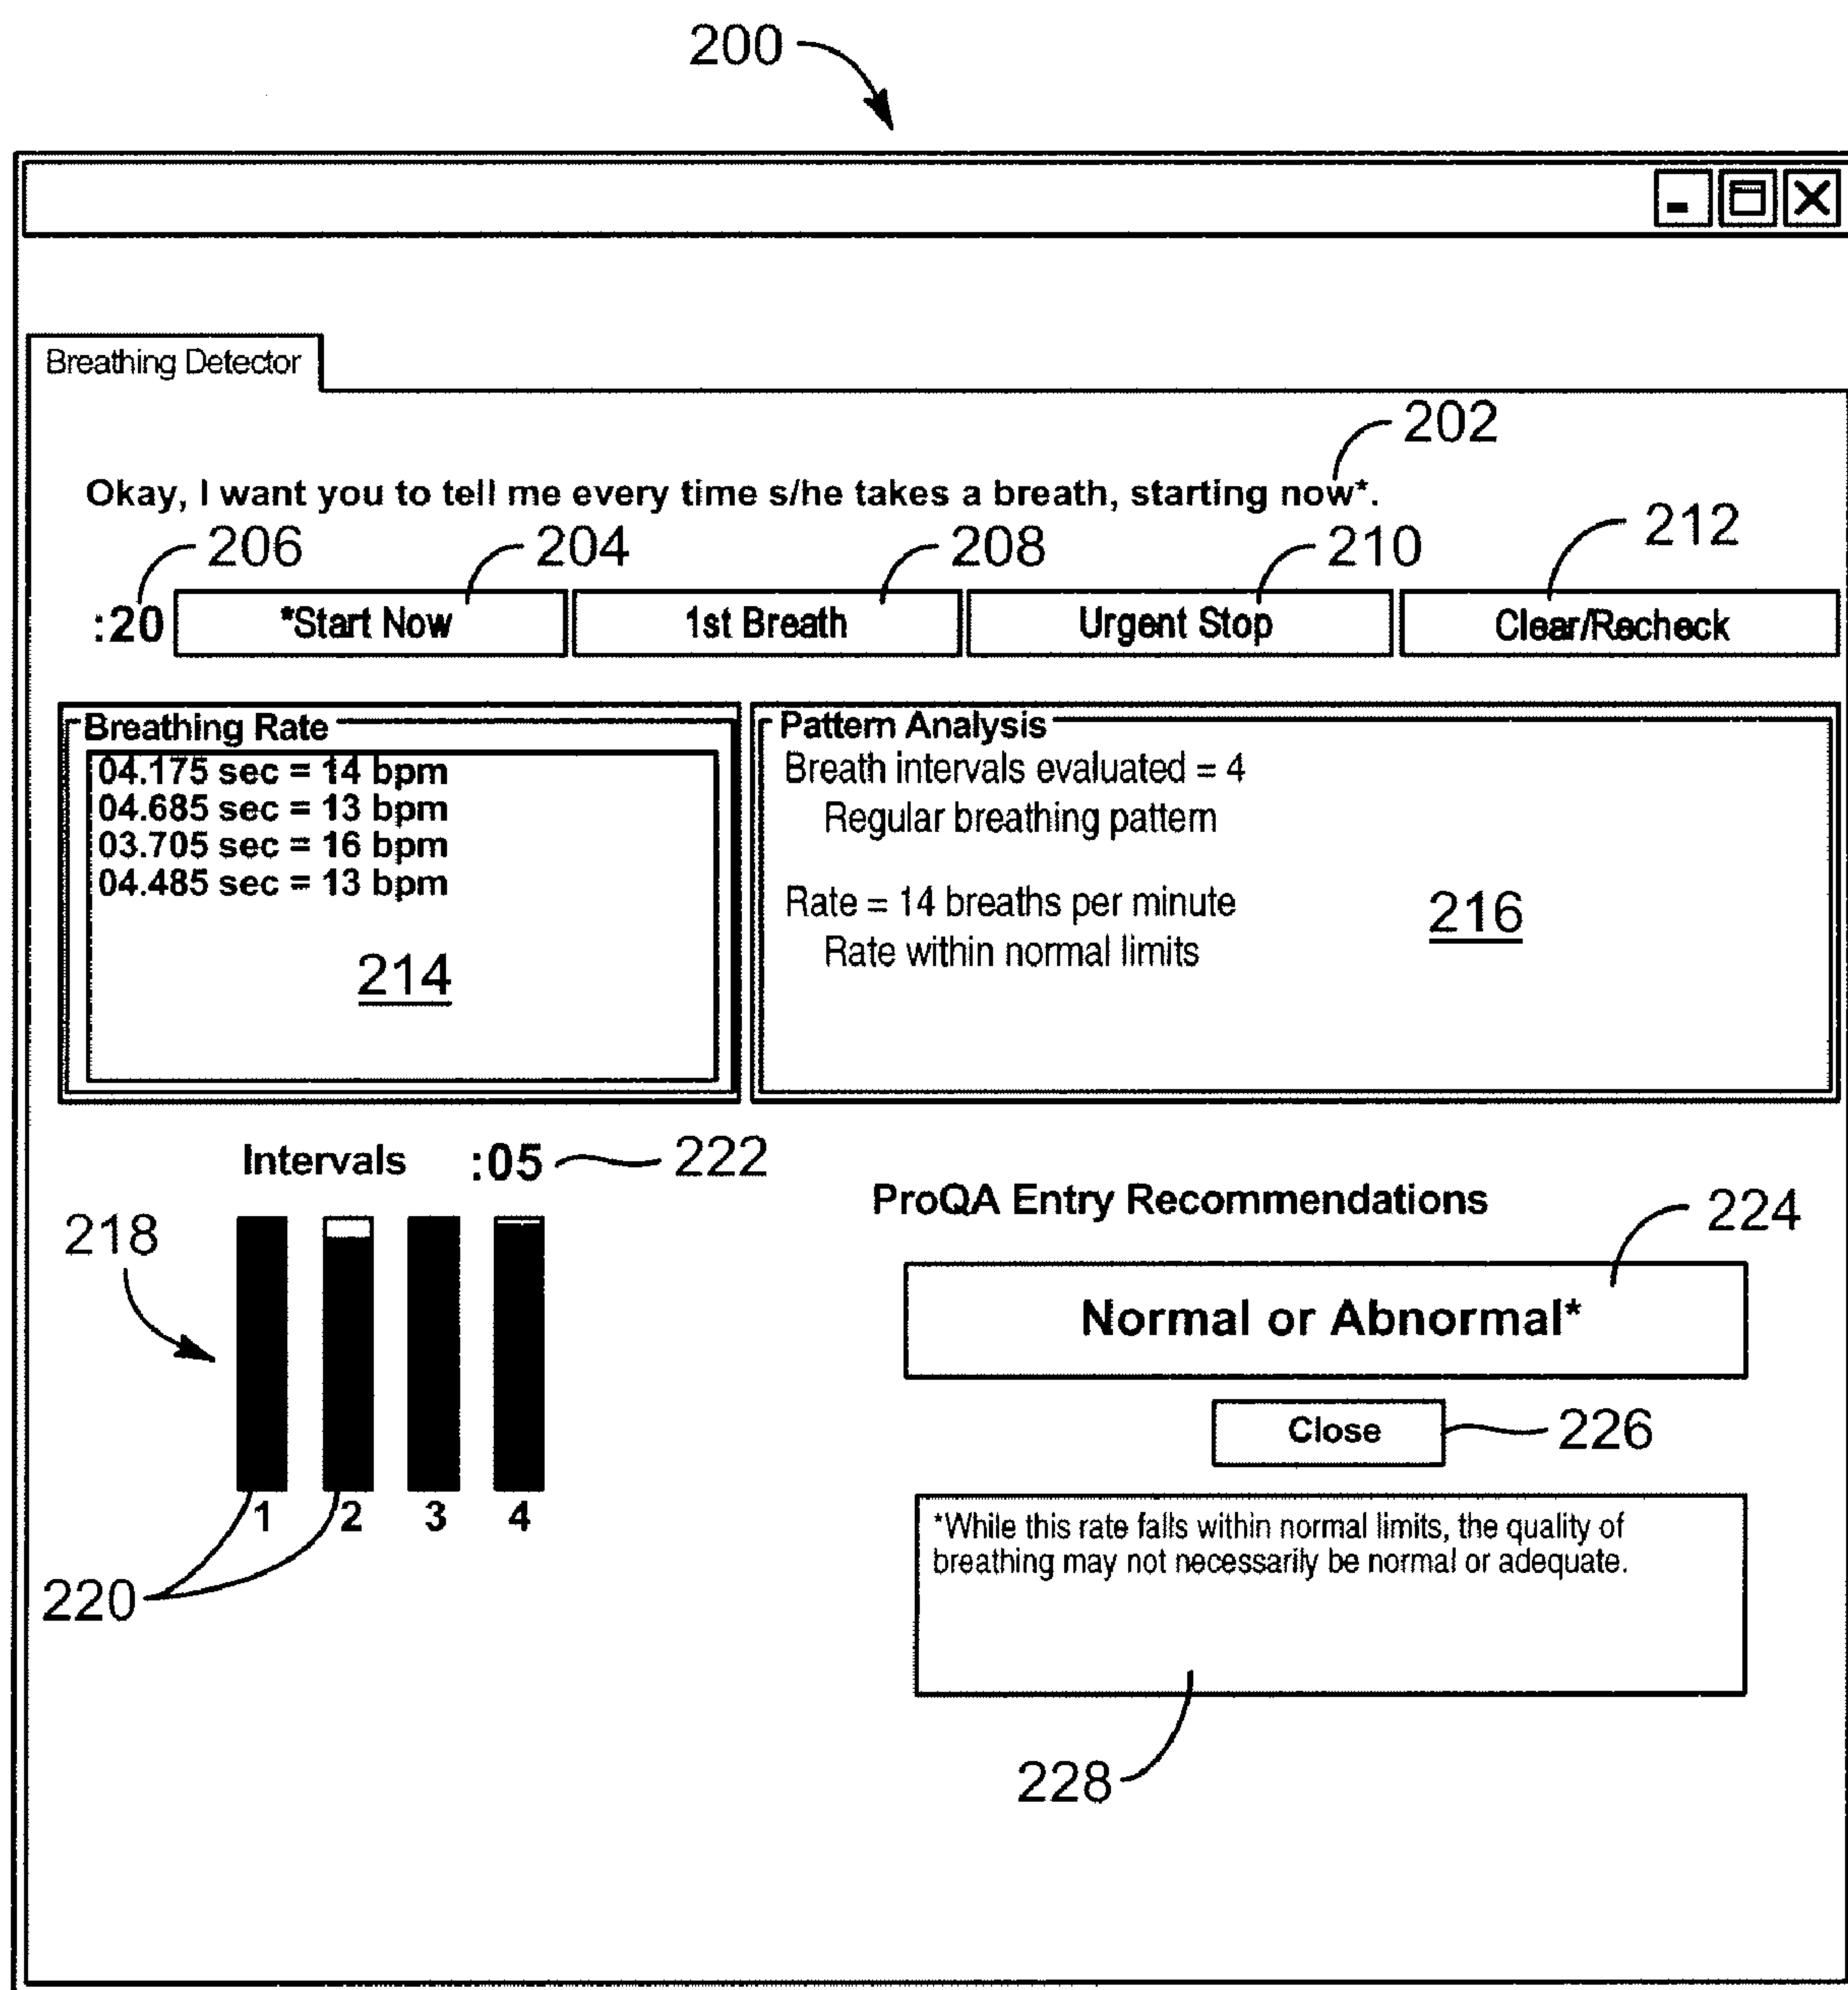 200
Breathing Detector
202
Okay, I want you to tell me every time s/he takes a breath, starting now*.
206 204 208 210 212
:20 *Start Now 1st Breath Urgent Stop Clear/Recheck
Breathing Rate
04.175 sec = 14 bpm
04.685 sec = 13 bpm
03.705 sec = 16 bpm
04.485 sec = 13 bpm
214
Pattern Analysis
Breath intervals evaluated = 4
Regular breathing pattern
Rate = 14 breaths per minute
Rate within normal limits
216
Intervals :05 222
218
1 2 3 4
220
ProQA Entry Recommendations
224
Normal or Abnormal*
Close 226
*While this rate falls within normal limits, the quality of
breathing may not necessarily be normal or adequate.
228